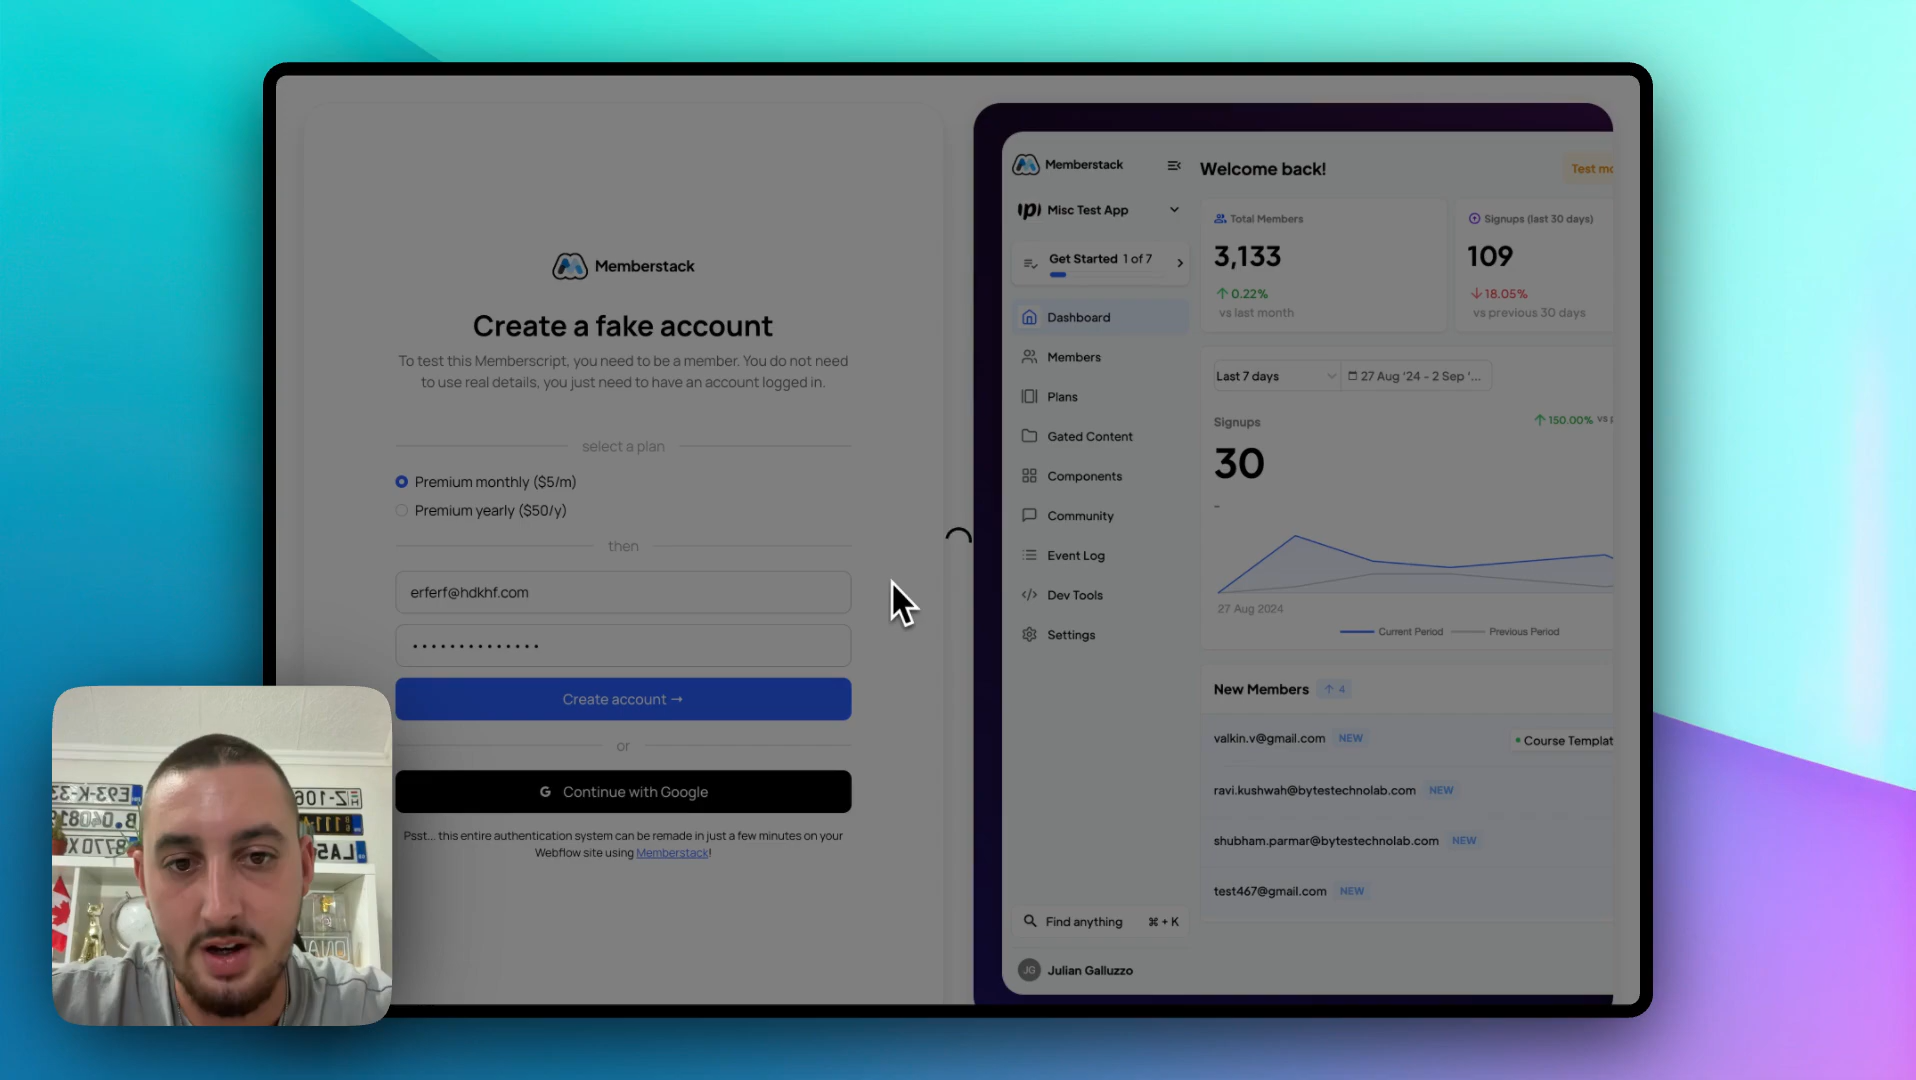 Memberstack
Create a fake account
To test this Memberscript, you need to be a member. You do not need
to use real details, you just need to have an account logged in.
select a plan
Premium monthly ($5/m)
Premium yearly ($50/y)
then
erferf@hdkhf.com
••••••••••••••
Create account →
or
G Continue with Google
Psst... this entire authentication system can be remade in just a few minutes on your
Webflow site using Memberstack!
Memberstack
Misc Test App
Get Started 1 of 7
Dashboard
Members
Plans
Gated Content
Components
Community
Event Log
Dev Tools
Settings
Find anything ⌘ + K
JG Julian Galluzzo
Welcome back!
Test mo
Total Members
3,133
↑ 0.22%
vs last month
Signups (last 30 days)
109
↓ 18.05%
vs previous 30 days
Last 7 days
27 Aug '24 - 2 Sep '...
Signups
↑ 150.00% vs p
30
-
27 Aug 2024
Current Period
Previous Period
New Members ↑ 4
valkin.v@gmail.com NEW
• Course Templat
ravi.kushwah@bytestechnolab.com NEW
shubham.parmar@bytestechnolab.com NEW
test467@gmail.com NEW